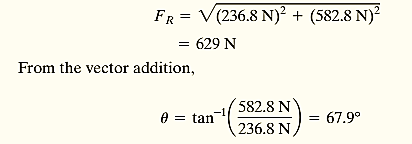 F_R = √(236.8 N)² + (582.8 N)²
= 629 N
From the vector addition,
θ = tan⁻¹(582.8 N / 236.8 N) = 67.9°